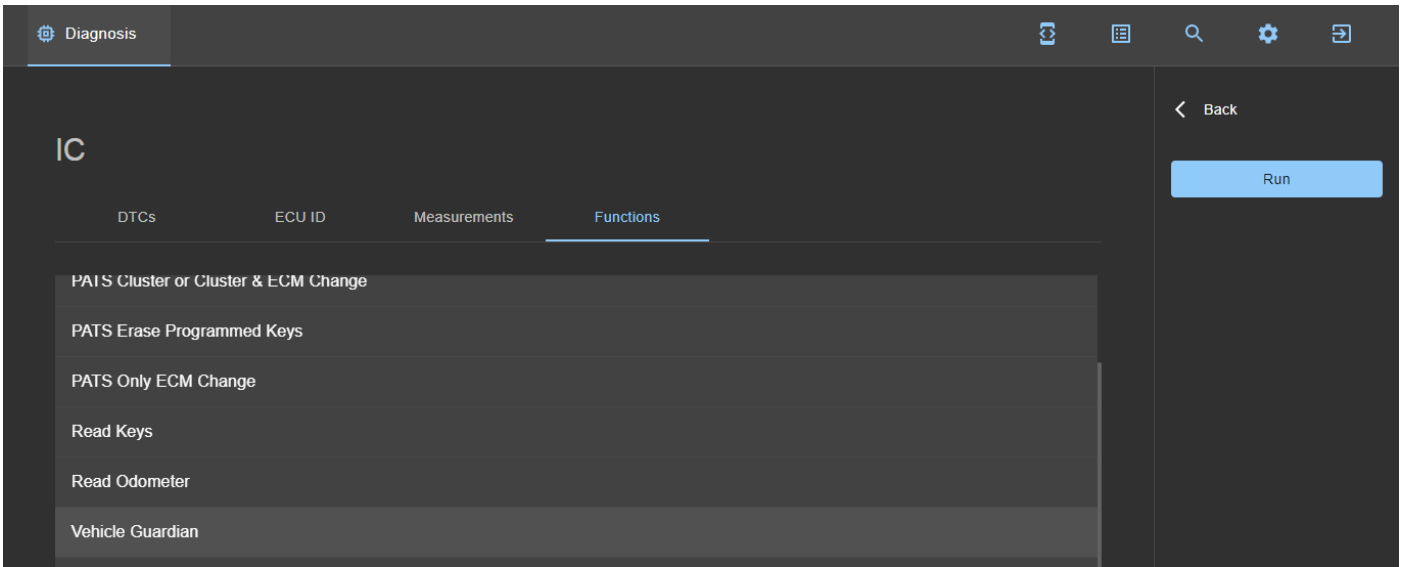 Diagnosis
Back
IC
Run
DTCs ECU ID Measurements Functions
PATS Cluster or Cluster & ECM Change
PATS Erase Programmed Keys
PATS Only ECM Change
Read Keys
Read Odometer
Vehicle Guardian